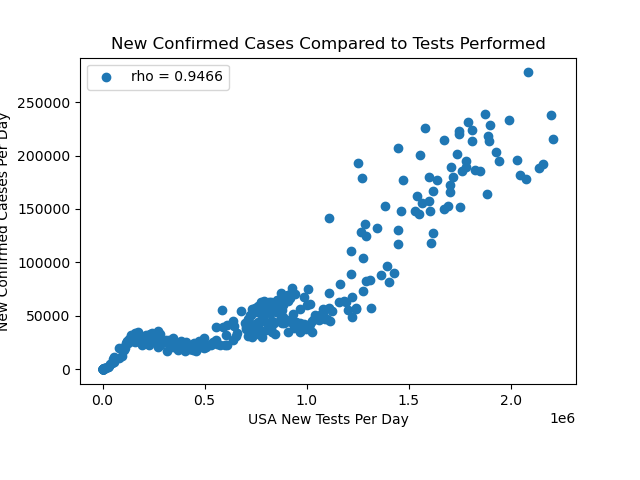 New Confirmed Cases Compared to Tests Performed
rho = 0.9466
250000
200000
150000
100000
50000
0
New Confirmed Caeses Per Day
0.0 0.5 1.0 1.5 2.0
1e6
USA New Tests Per Day